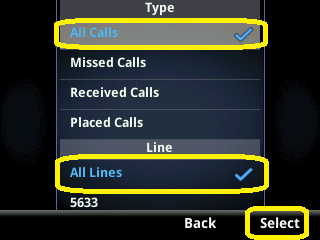 Type
All Calls
Missed Calls
Received Calls
Placed Calls
Line
All Lines
5633
Back Select